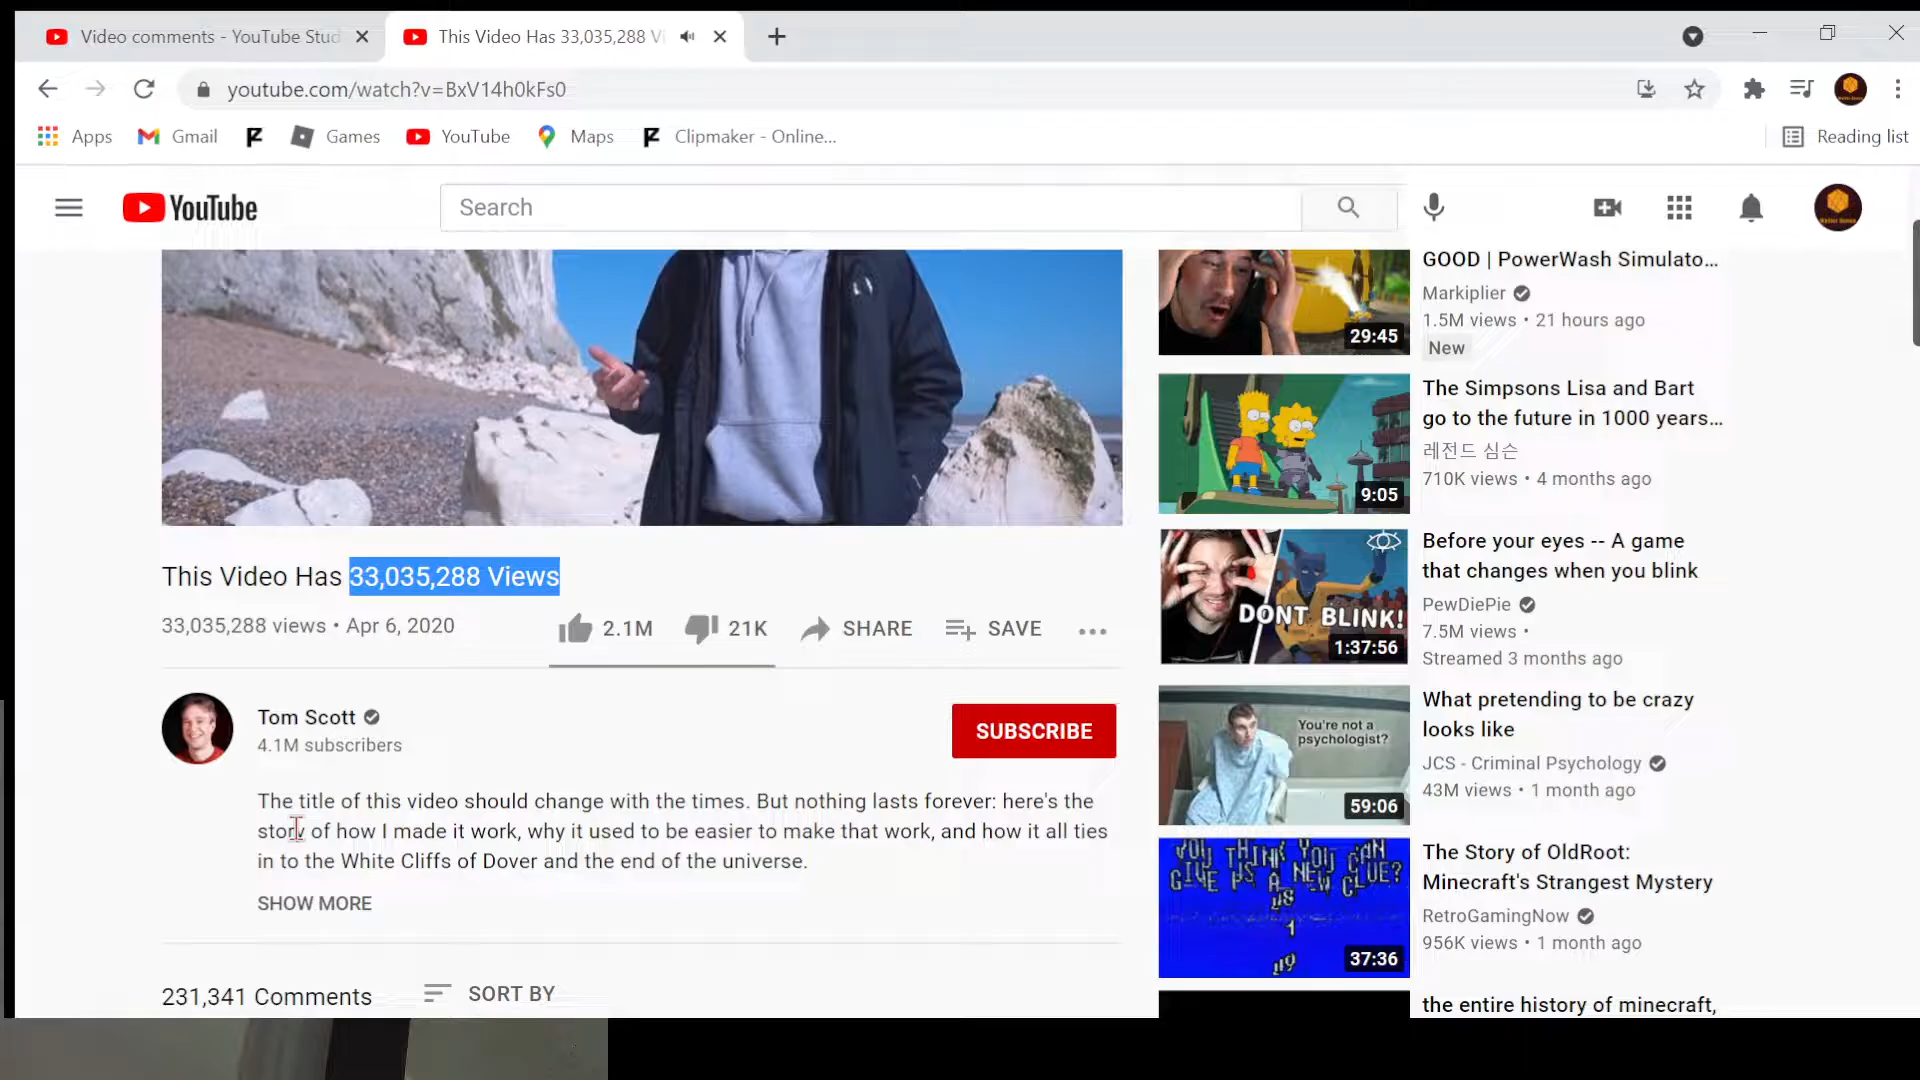 Video comments - YouTube Stud
This Video Has 33,035,288 Vi
youtube.com/watch?v=BxV14h0kFs0
Apps
Gmail
Games
YouTube
Maps
Clipmaker - Online...
Reading list
YouTube
Search
This Video Has 33,035,288 Views
33,035,288 views • Apr 6, 2020
2.1M
21K
SHARE
SAVE
Tom Scott
4.1M subscribers
SUBSCRIBE
The title of this video should change with the times. But nothing lasts forever: here's the
story of how I made it work, why it used to be easier to make that work, and how it all ties
in to the White Cliffs of Dover and the end of the universe.
SHOW MORE
231,341 Comments
SORT BY
29:45
GOOD | PowerWash Simulato...
Markiplier
1.5M views • 21 hours ago
New
9:05
The Simpsons Lisa and Bart
go to the future in 1000 years...
레전드 심슨
710K views • 4 months ago
DONT BLINK!
1:37:56
Before your eyes -- A game
that changes when you blink
PewDiePie
7.5M views •
Streamed 3 months ago
You're not a
psychologist?
59:06
What pretending to be crazy
looks like
JCS - Criminal Psychology
43M views • 1 month ago
YOU THINK YOU CAN
GIVE US A NEW CLUE?
37:36
The Story of OldRoot:
Minecraft's Strangest Mystery
RetroGamingNow
956K views • 1 month ago
the entire history of minecraft,